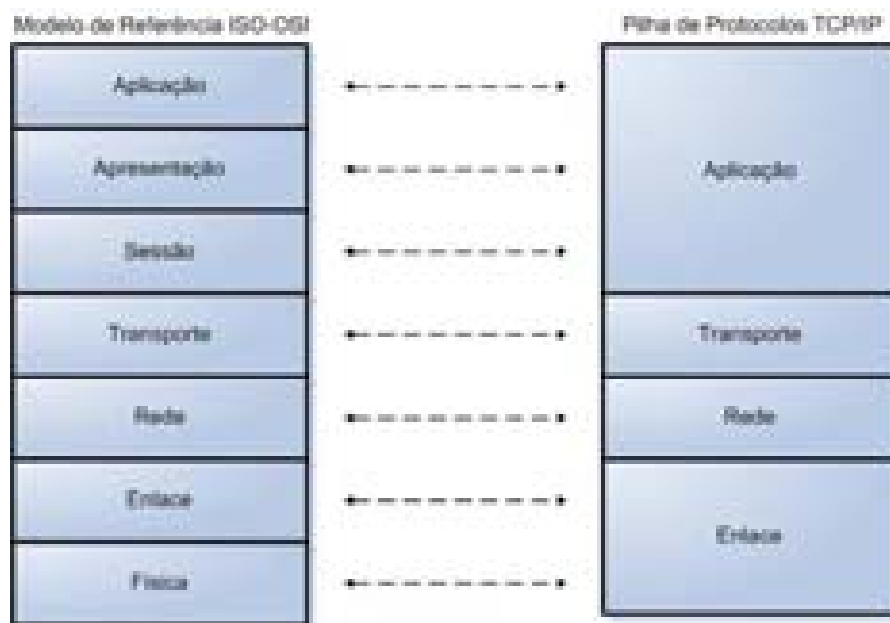 Modelo de Referência ISO-OSI
Pilha de Protocolos TCP/IP
Aplicação
Apresentação
Sessão
Transporte
Rede
Enlace
Física
Aplicação
Transporte
Rede
Enlace